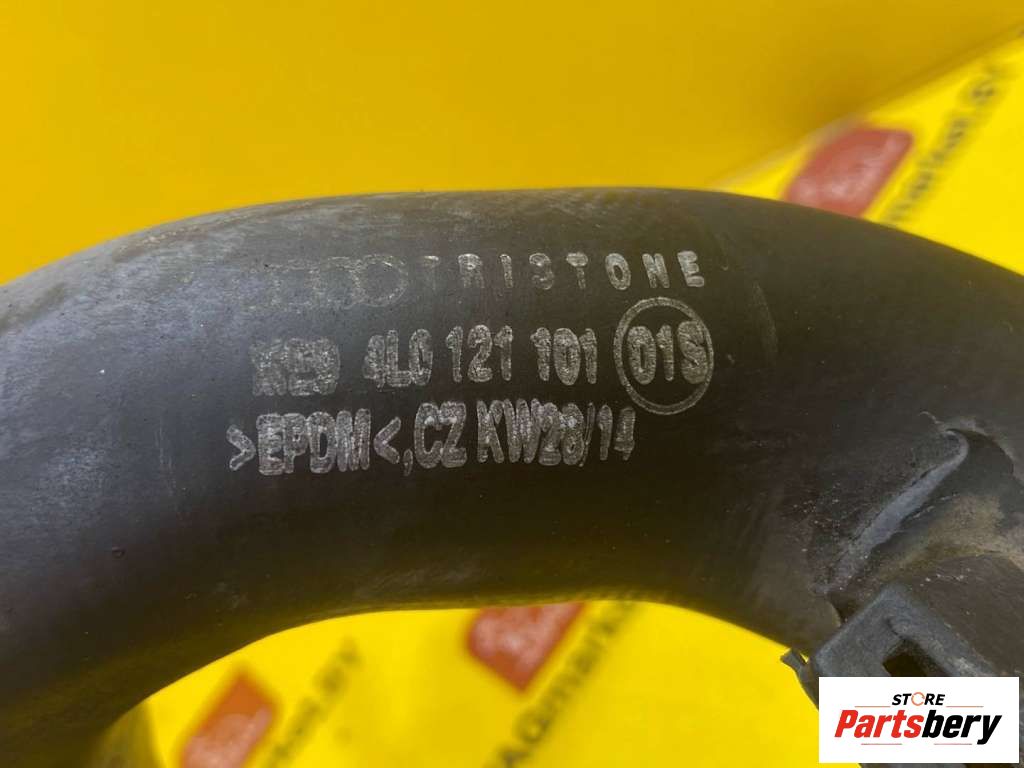 TRISTONE
4L0 121 101 01S
>EPDM<,CZ KW28/14
STORE
Partsbery